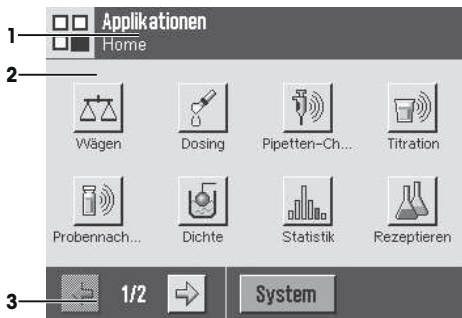 Applikationen
1
Home
2
Wägen Dosing Pipetten-Ch... Titration
Probennach... Dichte Statistik Rezeptieren
3
1/2 System